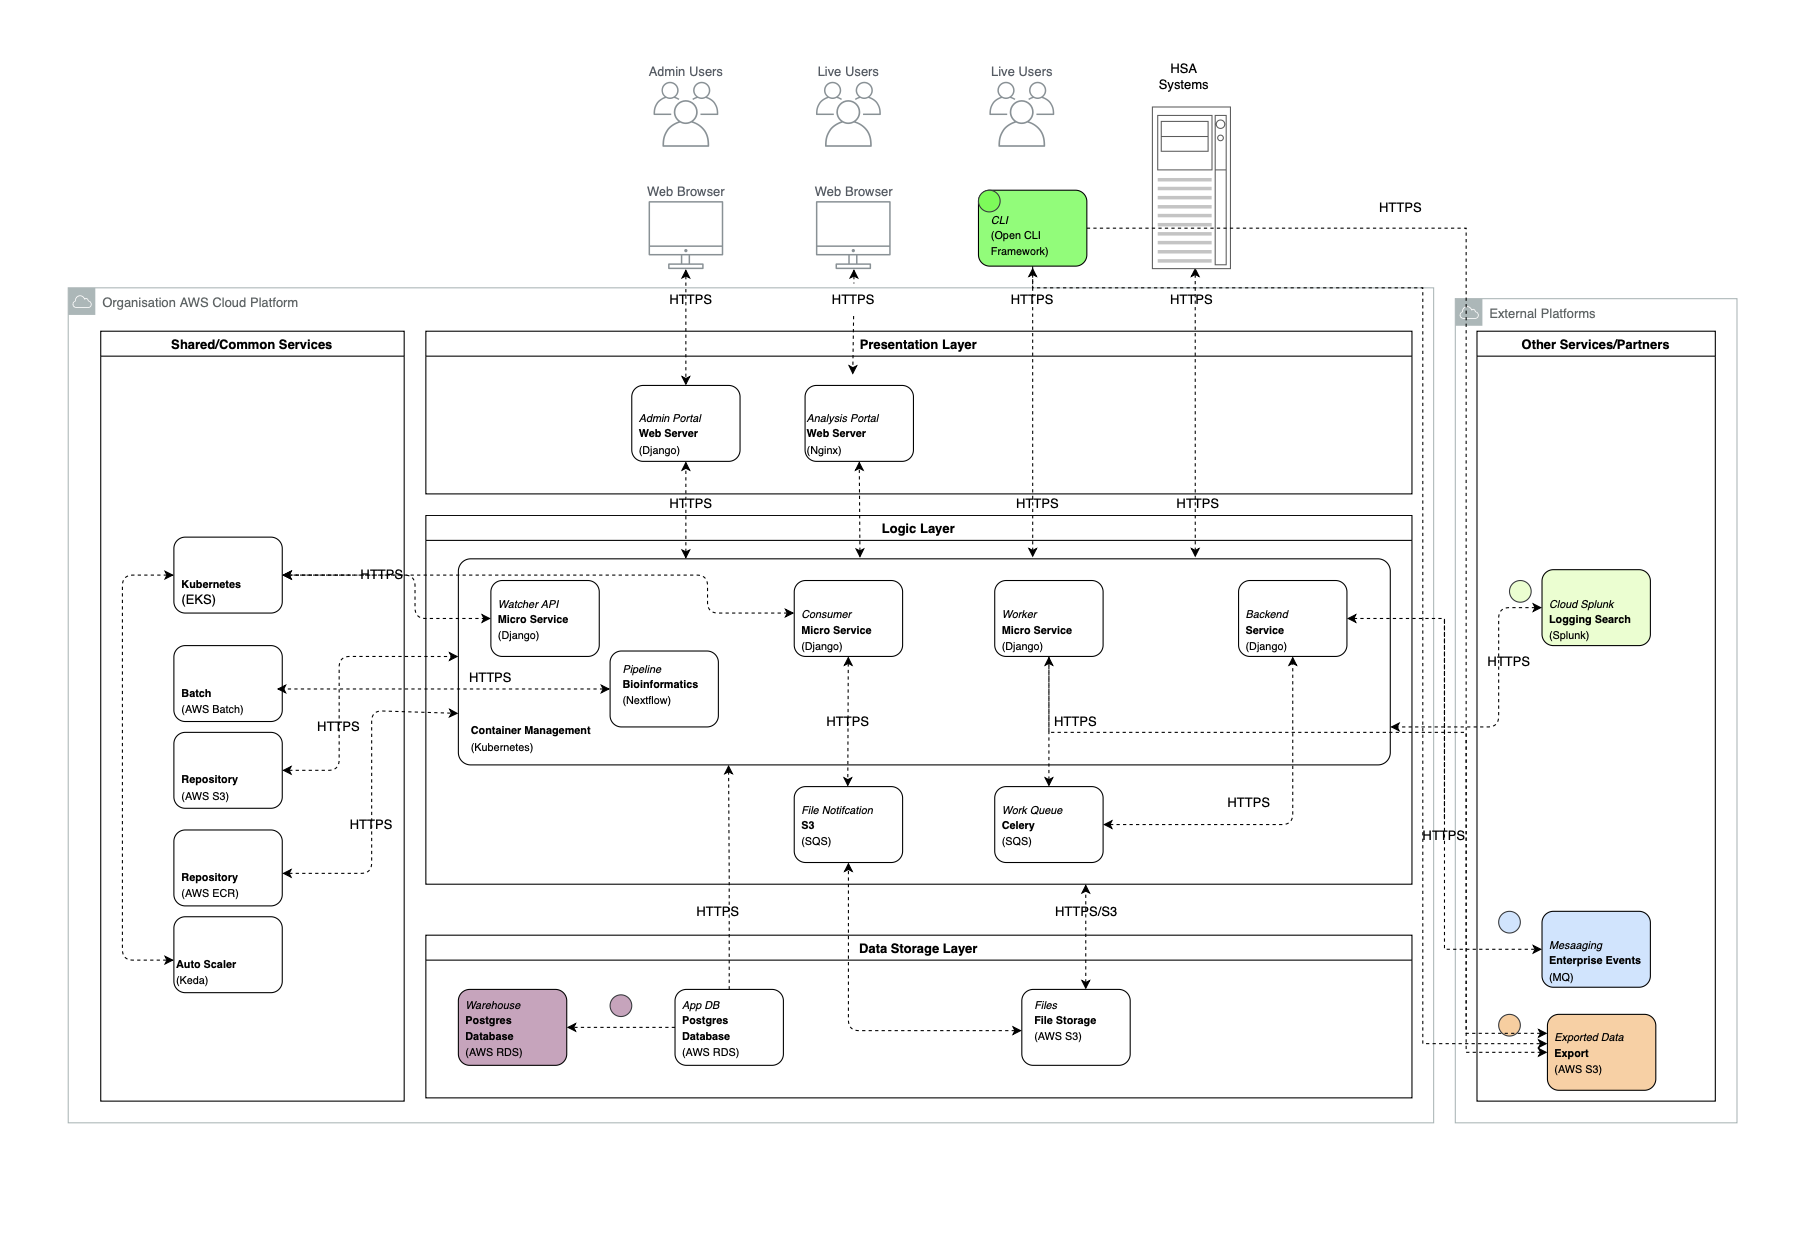 Admin Users
Live Users
Live Users
HSA
Systems
Web Browser
Web Browser
CLI
(Open CLI
Framework)
HTTPS
Organisation AWS Cloud Platform
HTTPS
HTTPS
HTTPS
HTTPS
External Platforms
Shared/Common Services
Presentation Layer
Other Services/Partners
Admin Portal
Web Server
(Django)
Analysis Portal
Web Server
(Nginx)
HTTPS
HTTPS
HTTPS
Logic Layer
Kubernetes
(EKS)
HTTPS
Watcher API
Micro Service
(Django)
Consumer
Micro Service
(Django)
Worker
Micro Service
(Django)
Backend
Service
(Django)
Cloud Splunk
Logging Search
(Splunk)
HTTPS
Batch
(AWS Batch)
HTTPS
Pipeline
Bioinformatics
(Nextflow)
HTTPS
Container Management
(Kubernetes)
HTTPS
HTTPS
Repository
(AWS S3)
HTTPS
File Notifcation
S3
(SQS)
Work Queue
Celery
(SQS)
HTTPS
HTTPS
Repository
(AWS ECR)
HTTPS
HTTPS/S3
Auto Scaler
(Keda)
Data Storage Layer
Mesaaging
Enterprise Events
(MQ)
Warehouse
Postgres
Database
(AWS RDS)
App DB
Postgres
Database
(AWS RDS)
Files
File Storage
(AWS S3)
Exported Data
Export
(AWS S3)